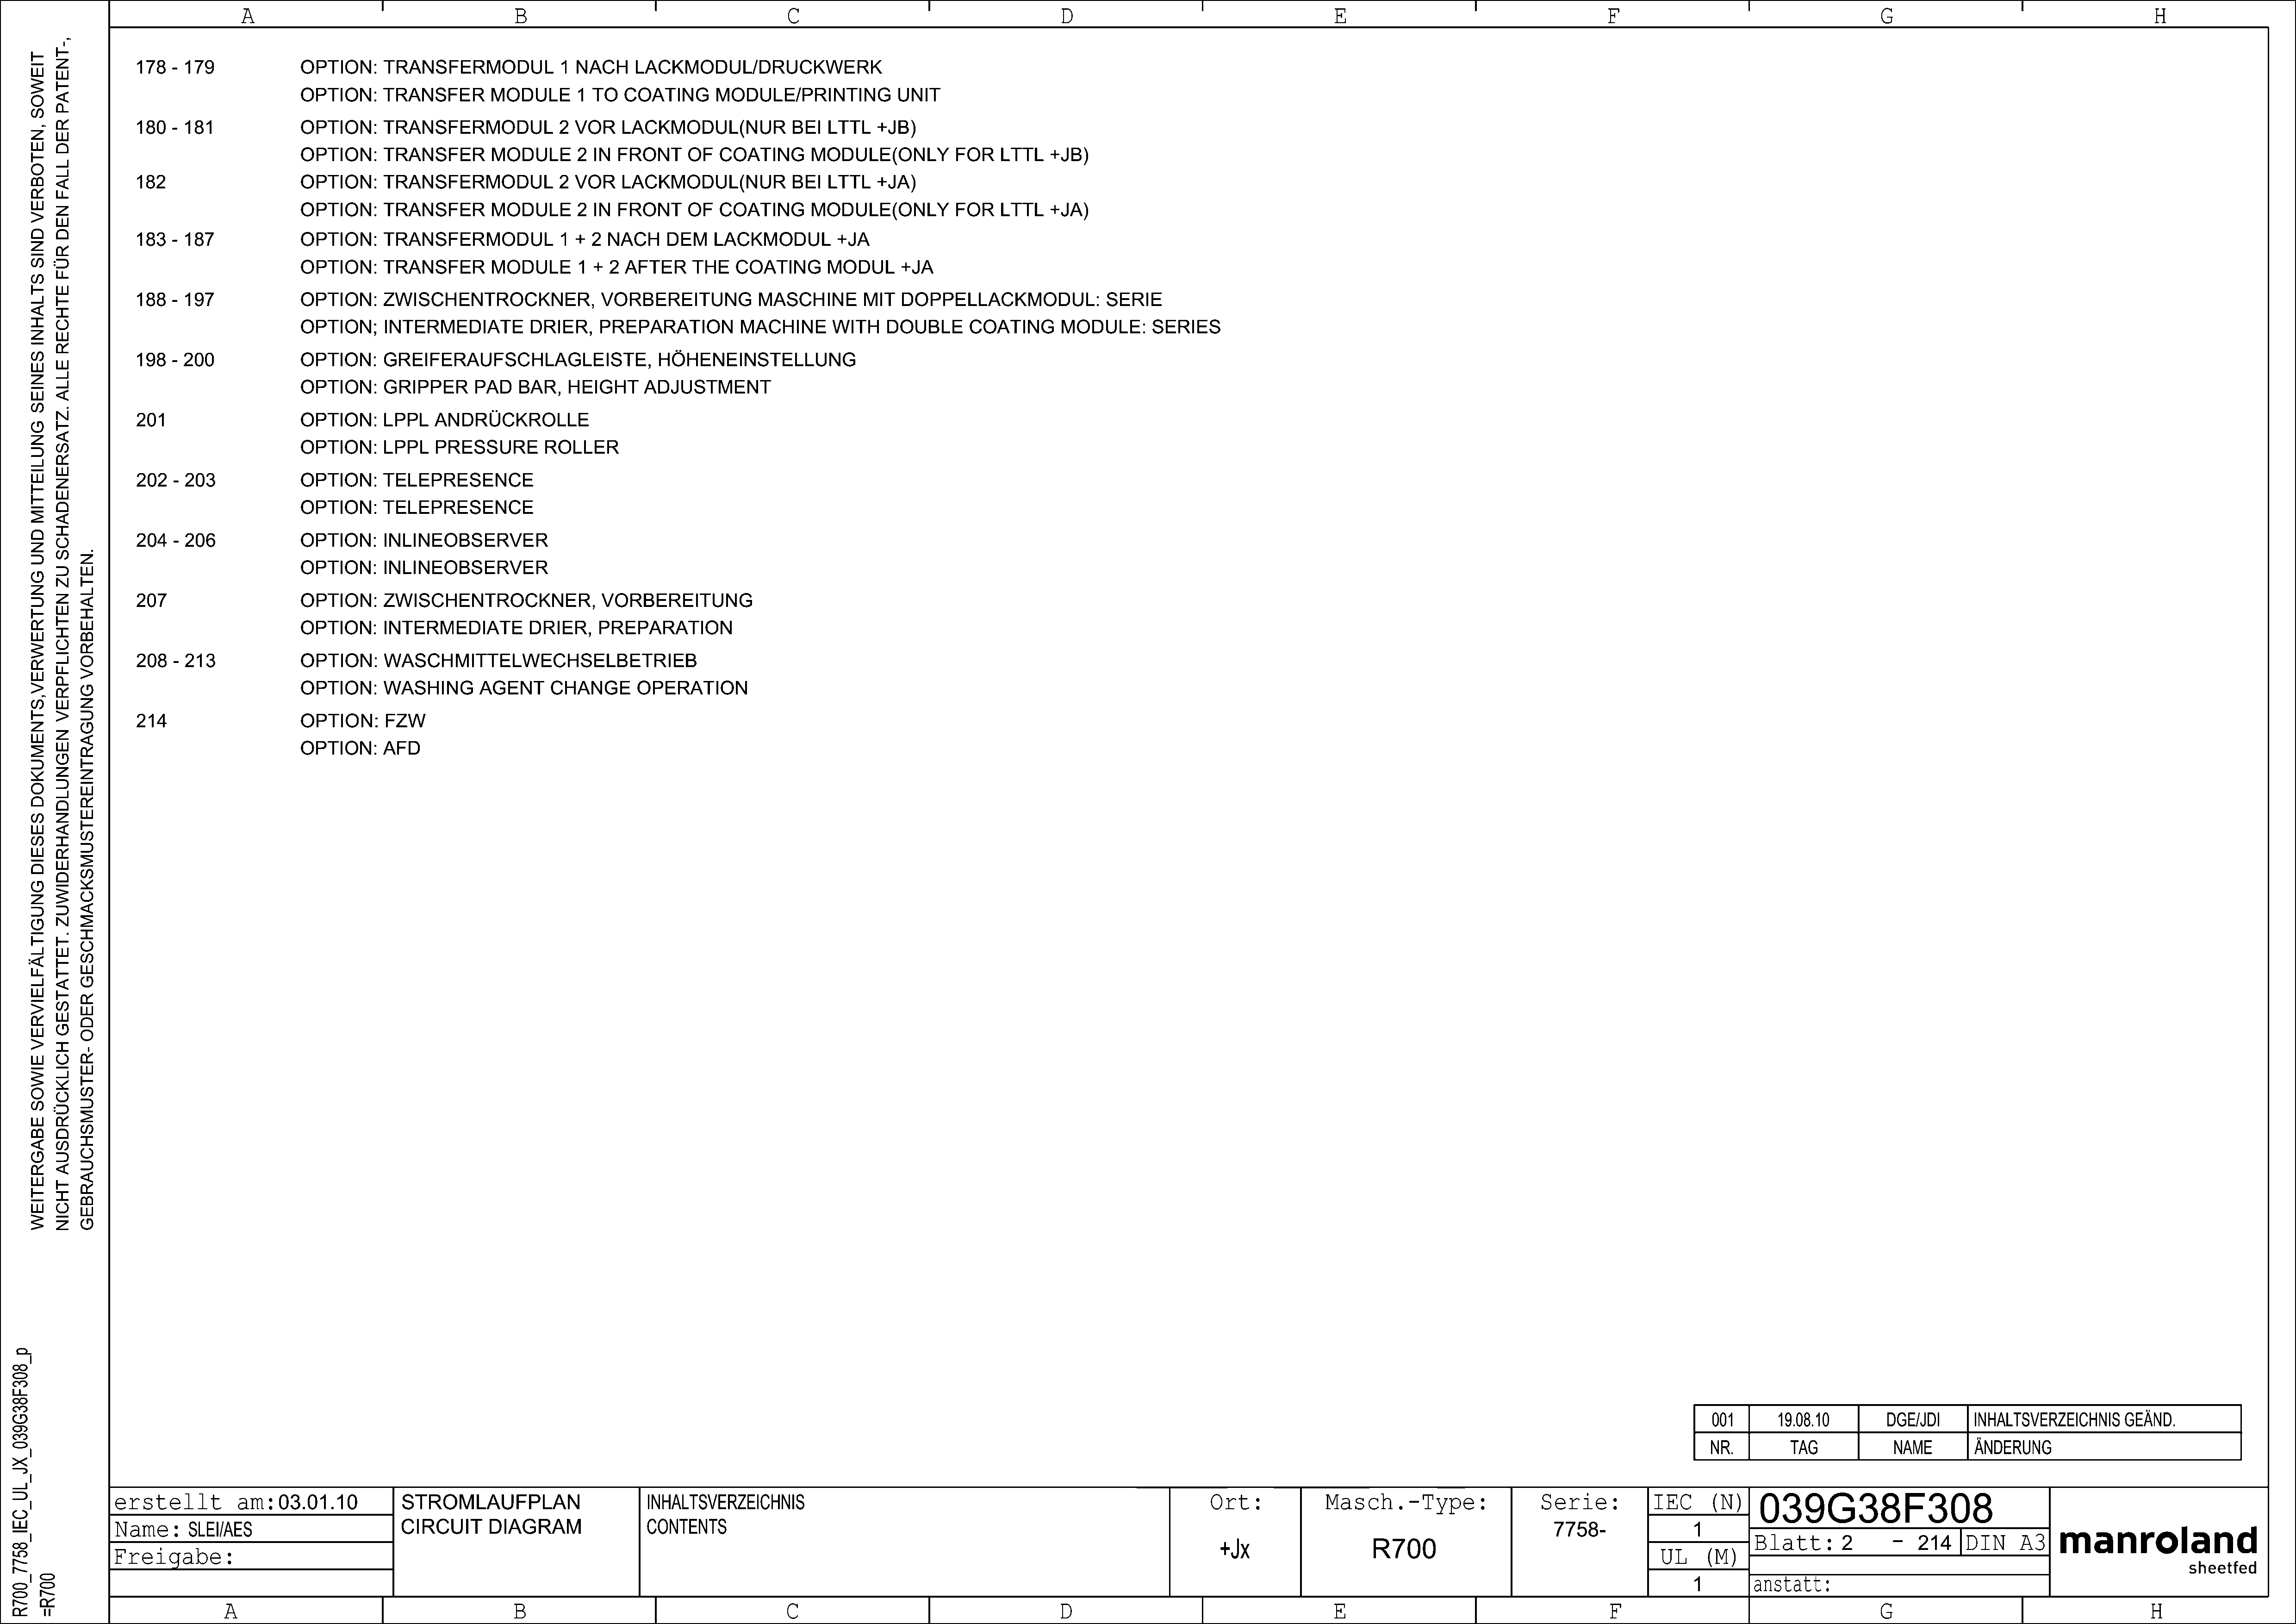 A B C D E F G H
178 - 179 OPTION: TRANSFERMODUL 1 NACH LACKMODUL/DRUCKWERK
OPTION: TRANSFER MODULE 1 TO COATING MODULE/PRINTING UNIT
180 - 181 OPTION: TRANSFERMODUL 2 VOR LACKMODUL(NUR BEI LTTL +JB)
OPTION: TRANSFER MODULE 2 IN FRONT OF COATING MODULE(ONLY FOR LTTL +JB)
182 OPTION: TRANSFERMODUL 2 VOR LACKMODUL(NUR BEI LTTL +JA)
OPTION: TRANSFER MODULE 2 IN FRONT OF COATING MODULE(ONLY FOR LTTL +JA)
183 - 187 OPTION: TRANSFERMODUL 1 + 2 NACH DEM LACKMODUL +JA
OPTION: TRANSFER MODULE 1 + 2 AFTER THE COATING MODUL +JA
188 - 197 OPTION: ZWISCHENTROCKNER, VORBEREITUNG MASCHINE MIT DOPPELLACKMODUL: SERIE
OPTION; INTERMEDIATE DRIER, PREPARATION MACHINE WITH DOUBLE COATING MODULE: SERIES
198 - 200 OPTION: GREIFERAUFSCHLAGLEISTE, HÖHENEINSTELLUNG
OPTION: GRIPPER PAD BAR, HEIGHT ADJUSTMENT
201 OPTION: LPPL ANDRÜCKROLLE
OPTION: LPPL PRESSURE ROLLER
202 - 203 OPTION: TELEPRESENCE
OPTION: TELEPRESENCE
204 - 206 OPTION: INLINEOBSERVER
OPTION: INLINEOBSERVER
207 OPTION: ZWISCHENTROCKNER, VORBEREITUNG
OPTION: INTERMEDIATE DRIER, PREPARATION
208 - 213 OPTION: WASCHMITTELWECHSELBETRIEB
OPTION: WASHING AGENT CHANGE OPERATION
214 OPTION: FZW
OPTION: AFD
WEITERGABE SOWIE VERVIELFÄLTIGUNG DIESES DOKUMENTS,VERWERTUNG UND MITTEILUNG SEINES INHALTS SIND VERBOTEN, SOWEIT
NICHT AUSDRÜCKLICH GESTATTET. ZUWIDERHANDLUNGEN VERPFLICHTEN ZU SCHADENERSATZ. ALLE RECHTE FÜR DEN FALL DER PATENT-,
GEBRAUCHSMUSTER- ODER GESCHMACKSMUSTEREINTRAGUNG VORBEHALTEN.
R700_7758_IEC_UL_JX_039G38F308_p
=R700
001 19.08.10 DGE/JDI INHALTSVERZEICHNIS GEÄND.
NR. TAG NAME ÄNDERUNG
erstellt am: 03.01.10
Name: SLEI/AES
Freigabe:
STROMLAUFPLAN
CIRCUIT DIAGRAM
INHALTSVERZEICHNIS
CONTENTS
Ort:
+Jx
Masch.-Type:
R700
Serie:
7758-
IEC (N)
1
UL (M)
1
039G38F308
Blatt: 2 - 214 DIN A3
anstatt:
manroland
sheetfed
A B C D E F G H